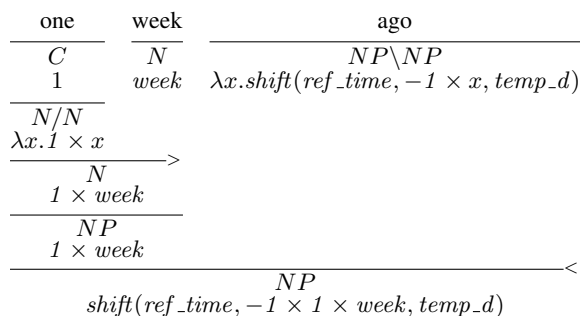 one week ago
C N NP\NP
1 week λx.shift(ref_time, −1 × x, temp_d)
N/N
λx.1 × x
>
N
1 × week
NP
1 × week
<
NP
shift(ref_time, −1 × 1 × week, temp_d)